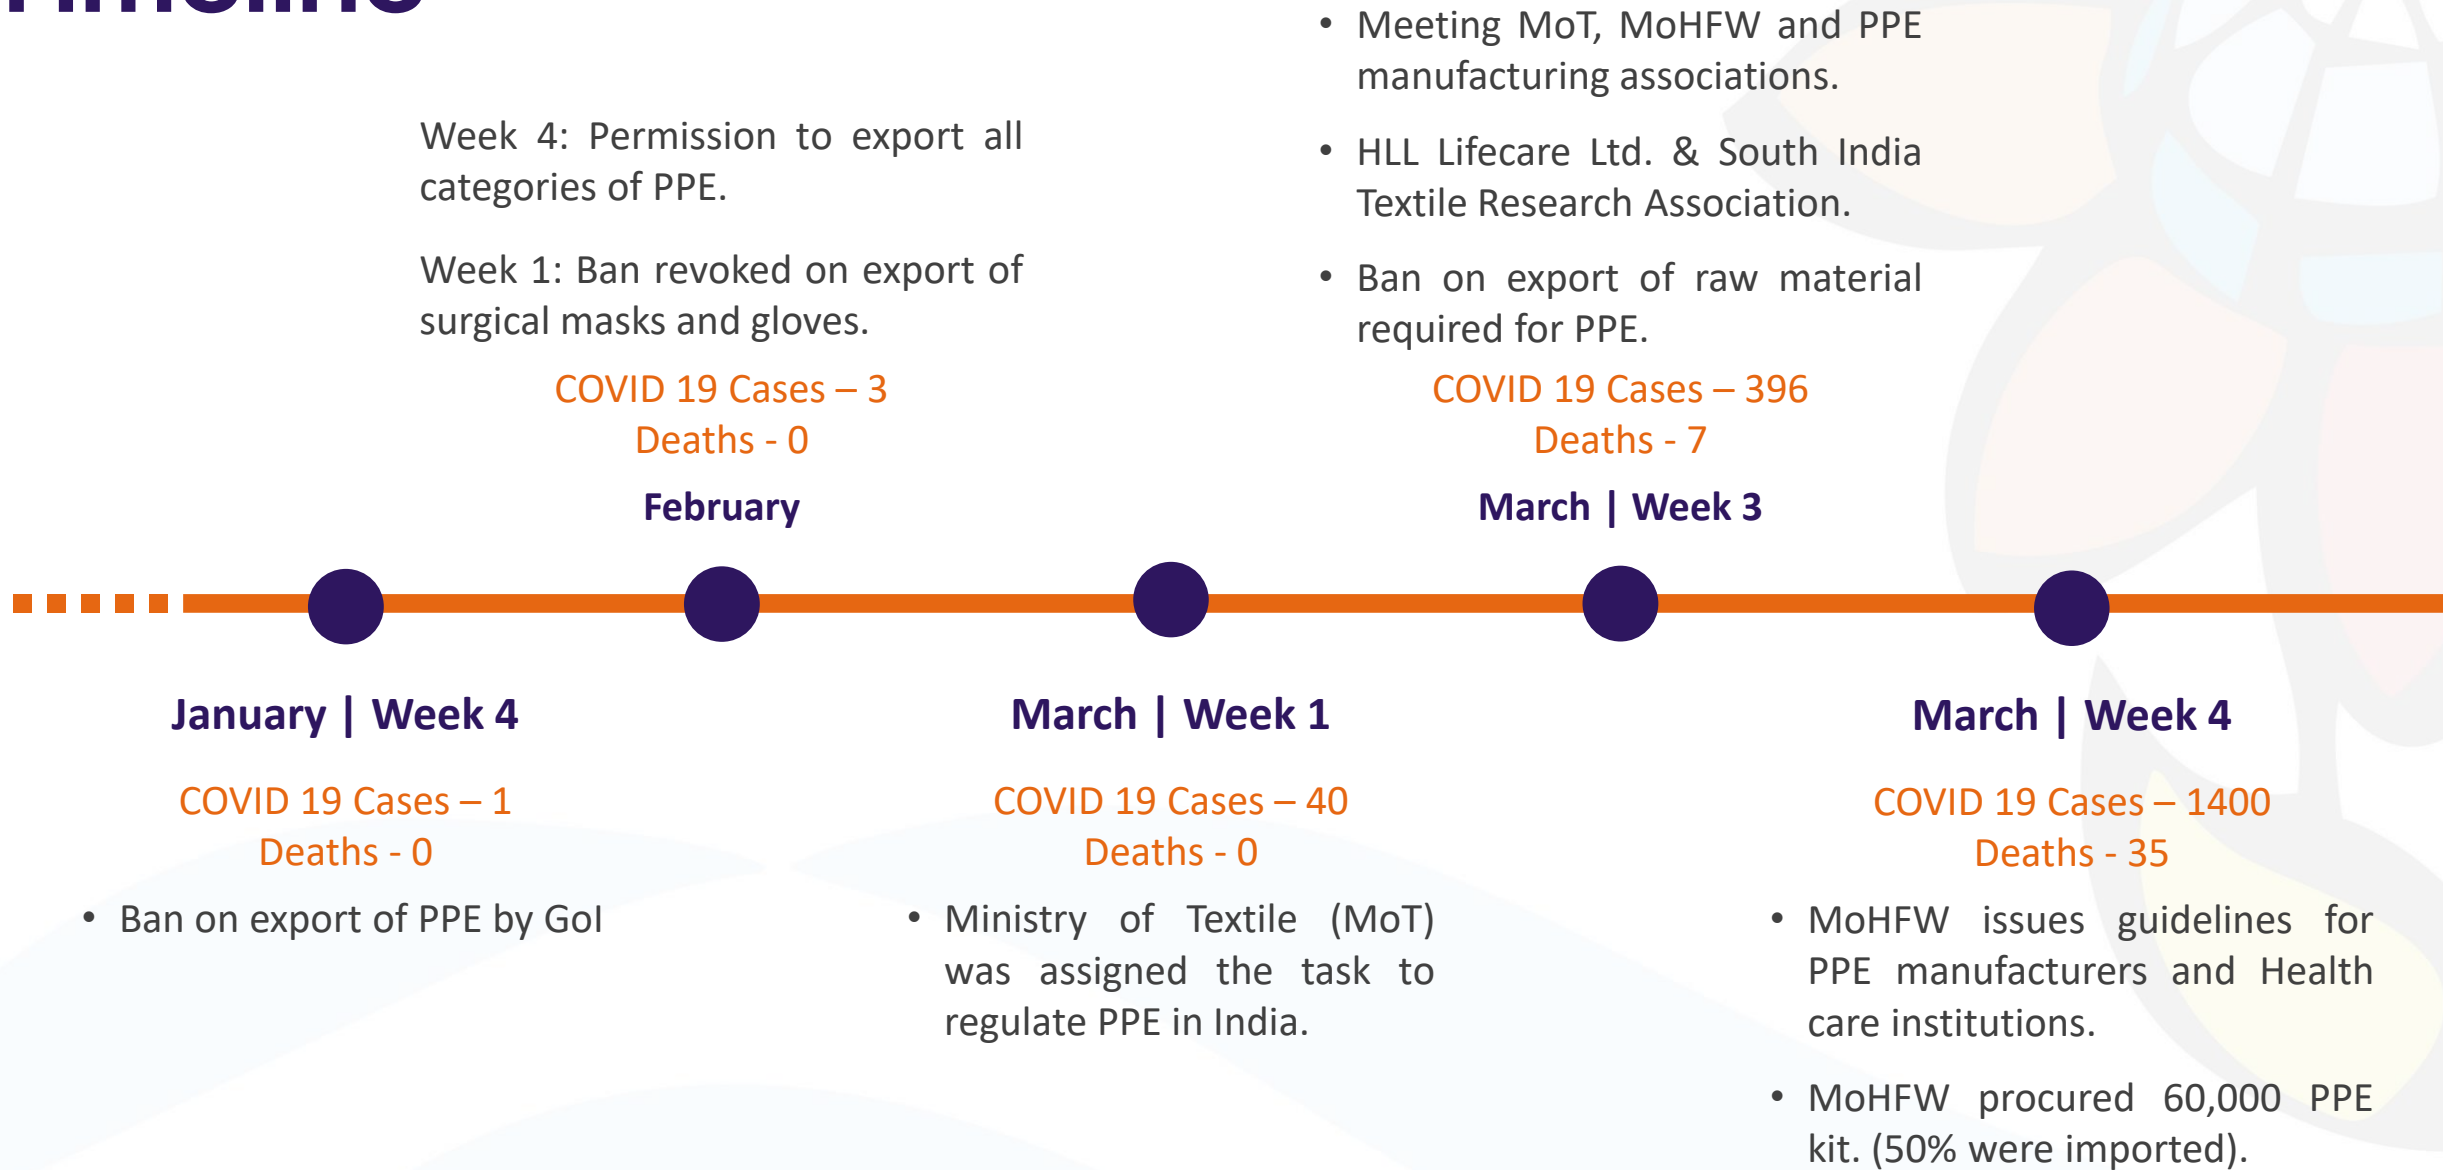 Timeline
Week 4: Permission to export all
categories of PPE.
Week 1: Ban revoked on export of
surgical masks and gloves.
COVID 19 Cases – 3
Deaths - 0
February
• Meeting MoT, MoHFW and PPE
manufacturing associations.
• HLL Lifecare Ltd. & South India
Textile Research Association.
• Ban on export of raw material
required for PPE.
COVID 19 Cases – 396
Deaths - 7
March | Week 3
January | Week 4
COVID 19 Cases – 1
Deaths - 0
• Ban on export of PPE by GoI
March | Week 1
COVID 19 Cases – 40
Deaths - 0
• Ministry of Textile (MoT)
was assigned the task to
regulate PPE in India.
March | Week 4
COVID 19 Cases – 1400
Deaths - 35
• MoHFW issues guidelines for
PPE manufacturers and Health
care institutions.
• MoHFW procured 60,000 PPE
kit. (50% were imported).